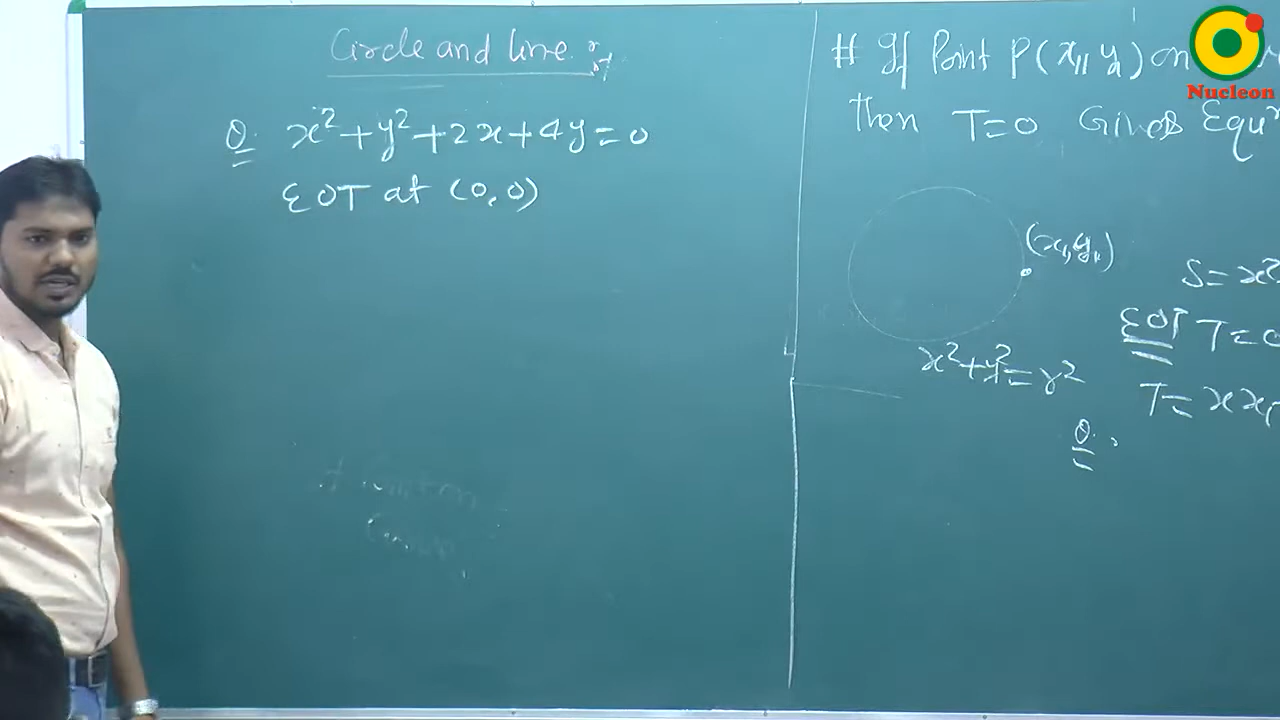 Circle and line
Q. x²+y²+2x+4y=0
EOT at (0,0)
# If Point P(x₁, y₁) on
then T=0 Gives Equⁿ
(x₁,y₁)
x²+y²=r²
S=x²
EOT T=0
T=xx₁
Q.
Nucleon